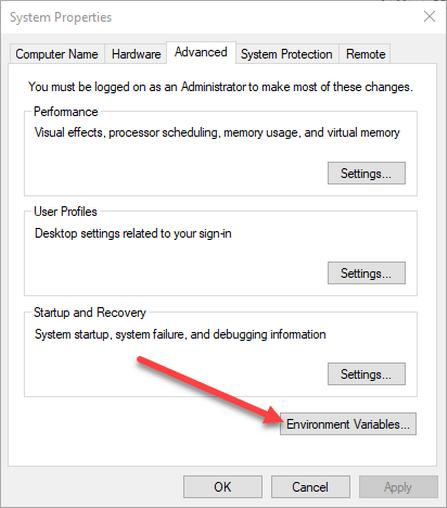 System Properties
Computer Name Hardware Advanced System Protection Remote
You must be logged on as an Administrator to make most of these changes.
Performance
Visual effects, processor scheduling, memory usage, and virtual memory
Settings...
User Profiles
Desktop settings related to your sign-in
Settings...
Startup and Recovery
System startup, system failure, and debugging information
Settings...
Environment Variables...
OK Cancel Apply